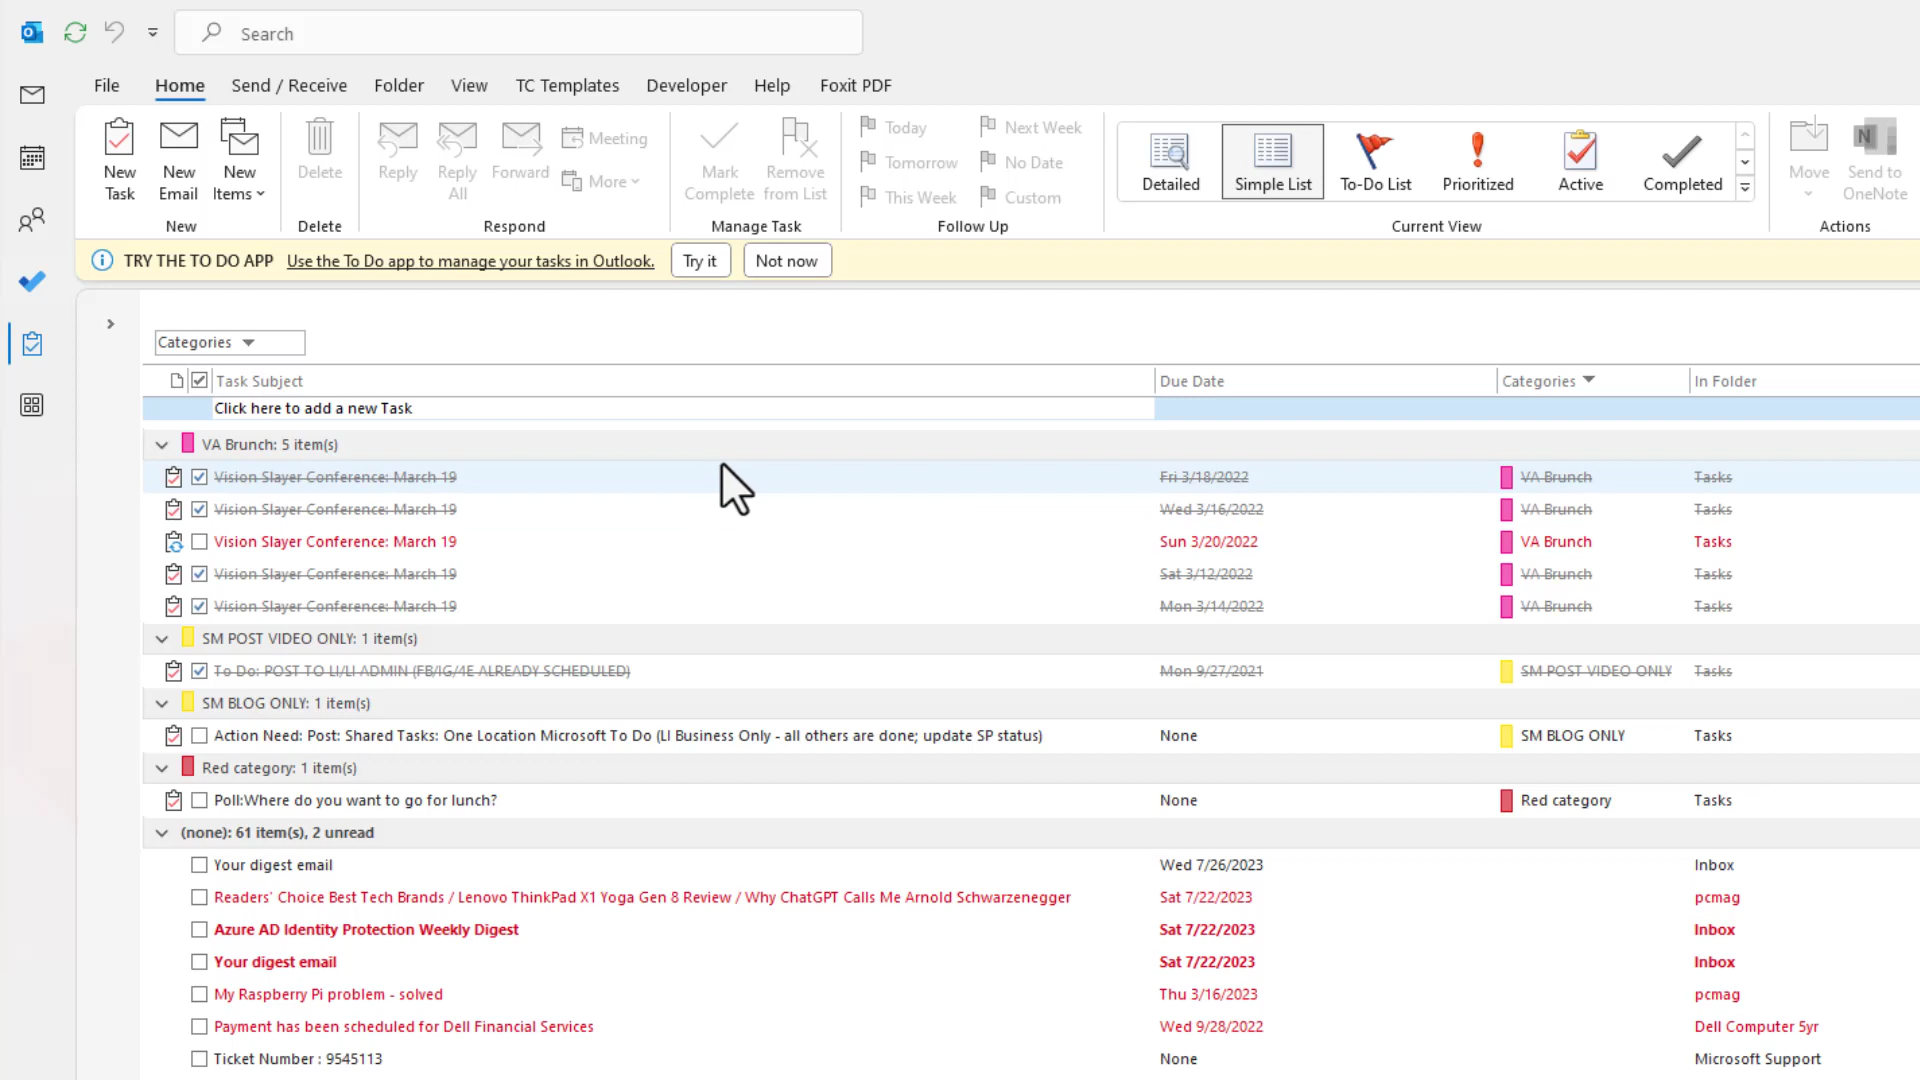 Search
File Home Send / Receive Folder View TC Templates Developer Help Foxit PDF
New Task
New Email
New Items
New
Delete
Delete
Reply
Reply All
Forward
Meeting
More
Respond
Mark Complete
Remove from List
Manage Task
Today
Tomorrow
This Week
Next Week
No Date
Custom
Follow Up
Detailed
Simple List
To-Do List
Prioritized
Active
Completed
Current View
Move
Send to OneNote
Actions
TRY THE TO DO APP Use the To Do app to manage your tasks in Outlook. Try it Not now
Categories
Task Subject Due Date Categories In Folder
Click here to add a new Task
VA Brunch: 5 item(s)
Vision Slayer Conference: March 19 Fri 3/18/2022 VA Brunch Tasks
Vision Slayer Conference: March 19 Wed 3/16/2022 VA Brunch Tasks
Vision Slayer Conference: March 19 Sun 3/20/2022 VA Brunch Tasks
Vision Slayer Conference: March 19 Sat 3/12/2022 VA Brunch Tasks
Vision Slayer Conference: March 19 Mon 3/14/2022 VA Brunch Tasks
SM POST VIDEO ONLY: 1 item(s)
To Do: POST TO LI/LI ADMIN (FB/IG/4E ALREADY SCHEDULED) Mon 9/27/2021 SM POST VIDEO ONLY Tasks
SM BLOG ONLY: 1 item(s)
Action Need: Post: Shared Tasks: One Location Microsoft To Do (LI Business Only - all others are done; update SP status) None SM BLOG ONLY Tasks
Red category: 1 item(s)
Poll:Where do you want to go for lunch? None Red category Tasks
(none): 61 item(s), 2 unread
Your digest email Wed 7/26/2023 Inbox
Readers' Choice Best Tech Brands / Lenovo ThinkPad X1 Yoga Gen 8 Review / Why ChatGPT Calls Me Arnold Schwarzenegger Sat 7/22/2023 pcmag
Azure AD Identity Protection Weekly Digest Sat 7/22/2023 Inbox
Your digest email Sat 7/22/2023 Inbox
My Raspberry Pi problem - solved Thu 3/16/2023 pcmag
Payment has been scheduled for Dell Financial Services Wed 9/28/2022 Dell Computer 5yr
Ticket Number : 9545113 None Microsoft Support